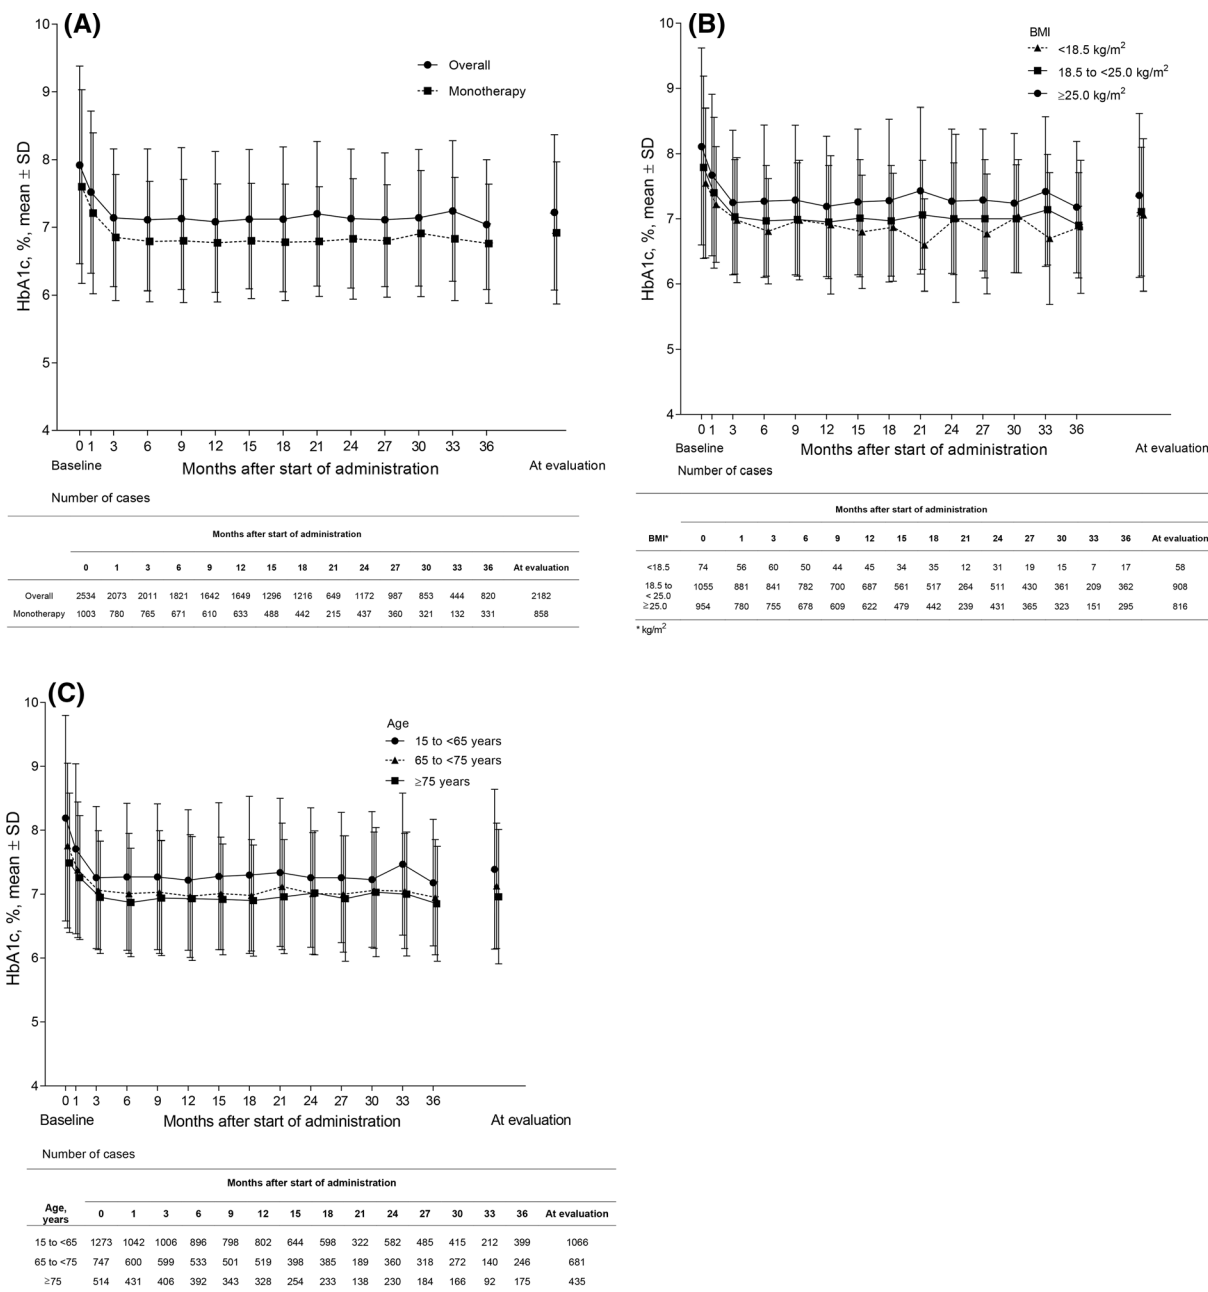 (A)
10
9
8
7
6
5
4
HbA1c, %, mean ± SD
Overall
Monotherapy
0 1 3 6 9 12 15 18 21 24 27 30 33 36
Baseline Months after start of administration At evaluation
Number of cases
Months after start of administration
0 1 3 6 9 12 15 18 21 24 27 30 33 36 At evaluation
Overall 2534 2073 2011 1821 1642 1649 1296 1216 649 1172 987 853 444 820 2182
Monotherapy 1003 780 765 671 610 633 488 442 215 437 360 321 132 331 858
(B)
10
9
8
7
6
5
4
HbA1c, %, mean ± SD
BMI
<18.5 kg/m²
18.5 to <25.0 kg/m²
≥25.0 kg/m²
0 1 3 6 9 12 15 18 21 24 27 30 33 36
Baseline Months after start of administration At evaluation
Number of cases
Months after start of administration
BMI* 0 1 3 6 9 12 15 18 21 24 27 30 33 36 At evaluation
<18.5 74 56 60 50 44 45 34 35 12 31 19 15 7 17 58
18.5 to <25.0 1055 881 841 782 700 687 561 517 264 511 430 361 209 362 908
≥25.0 954 780 755 678 609 622 479 442 239 431 365 323 151 295 816
* kg/m²
(C)
10
9
8
7
6
5
4
HbA1c, %, mean ± SD
Age
15 to <65 years
65 to <75 years
≥75 years
0 1 3 6 9 12 15 18 21 24 27 30 33 36
Baseline Months after start of administration At evaluation
Number of cases
Months after start of administration
Age, years 0 1 3 6 9 12 15 18 21 24 27 30 33 36 At evaluation
15 to <65 1273 1042 1006 896 798 802 644 598 322 582 485 415 212 399 1066
65 to <75 747 600 599 533 501 519 398 385 189 360 318 272 140 246 681
≥75 514 431 406 392 343 328 254 233 138 230 184 166 92 175 435